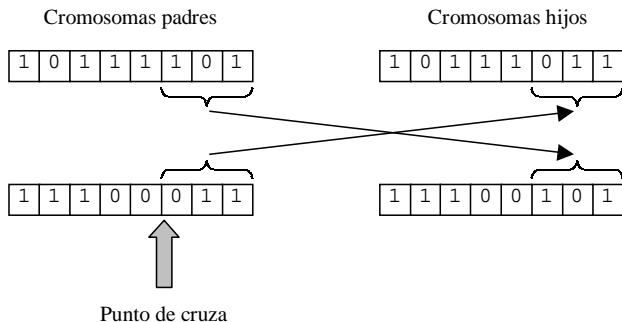 Cromosomas padres
Cromosomas hijos
1 0 1 1 1 1 0 1
1 0 1 1 1 0 1 1
1 1 1 0 0 0 1 1
1 1 1 0 0 1 0 1
Punto de cruza